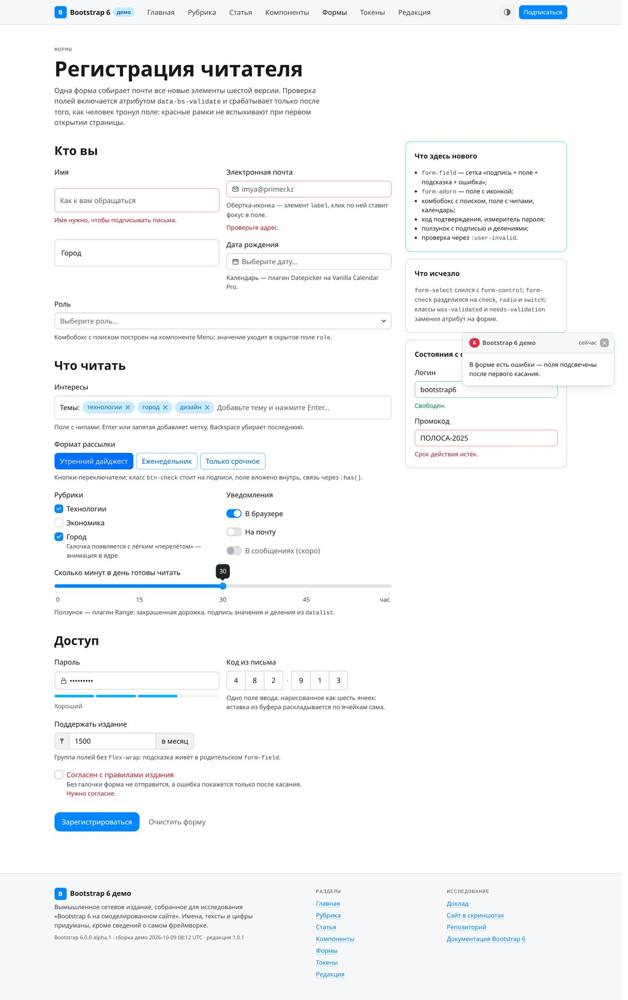 B Bootstrap 6 демо Главная Рубрика Статья Компоненты Формы Токены Редакция Подписаться
ФОРМЫ
Регистрация читателя
Одна форма собирает почти все новые элементы шестой версии. Проверка
полей включается атрибутом data-bs-validate и срабатывает только после
того, как человек тронул поле: красные рамки не вспыхивают при первом
открытии страницы.
Кто вы
Имя
Как к вам обращаться
Имя нужно, чтобы подписывать письма.
Электронная почта
imya@primer.kz
Обёртка-иконка — элемент label, клик по ней ставит
фокус в поле.
Проверьте адрес.
Город
Дата рождения
Выберите дату...
Календарь — плагин Datepicker на Vanilla Calendar
Pro.
Роль
Выберите роль...
Комбобокс с поиском построен на компоненте Menu; значение уходит в скрытое поле role.
Что читать
Интересы
Темы: технологии город дизайн Добавьте тему и нажмите Enter...
Поле с чипами: Enter или запятая добавляет метку, Backspace убирает последнюю.
Формат рассылки
Утренний дайджест Еженедельник Только срочное
Кнопки-переключатели: класс btn-check стоит на подписи, поле вложено внутрь, связь через :has().
Рубрики
Технологии
Экономика
Город
Галочка появляется с лёгким «перелётом» —
анимация в ядре.
Уведомления
В браузере
На почту
В сообщениях (скоро)
Сколько минут в день готовы читать
30
0 15 30 45 час
Ползунок — плагин Range: закрашенная дорожка, подпись значения и деления из datalist.
Доступ
Пароль
•••••••••
Хороший
Код из письма
4 8 2 · 9 1 3
Одно поле ввода, нарисованное как шесть ячеек:
вставка из буфера раскладывается по ячейкам сама.
Поддержать издание
₸ 1500 в месяц
Группа полей без flex-wrap: подсказка живёт в родительском form-field.
Согласен с правилами издания
Без галочки форма не отправится, а ошибка покажется только после касания.
Нужно согласие.
Зарегистрироваться Очистить форму
Что здесь нового
• form-field — сетка «подпись + поле +
подсказка + ошибка»;
• form-adorn — поле с иконкой;
• комбобокс с поиском, поле с чипами,
календарь;
• код подтверждения, измеритель пароля;
• ползунок с подписью и делениями;
• проверка через :user-invalid.
Что исчезло
form-select слился с form-control; form-
check разделился на check, radio и switch;
классы was-validated и needs-validation
заменил атрибут на форме.
Состояния с
Логин
bootstrap6
Свободен.
Промокод
ПОЛОСА-2025
Срок действия истёк.
6 Bootstrap 6 демо сейчас
В форме есть ошибки — поля подсвечены
после первого касания.
B Bootstrap 6 демо
Вымышленное сетевое издание, собранное для исследования
«Bootstrap 6 на смоделированном сайте». Имена, тексты и цифры
придуманы, кроме сведений о самом фреймворке.
Bootstrap 6.0.0-alpha.1 · сборка демо 2026-10-09 08:12 UTC · редакция 1.0.1
РАЗДЕЛЫ
Главная
Рубрика
Статья
Компоненты
Формы
Токены
Редакция
ИССЛЕДОВАНИЕ
Доклад
Сайт в скриншотах
Репозиторий
Документация Bootstrap 6